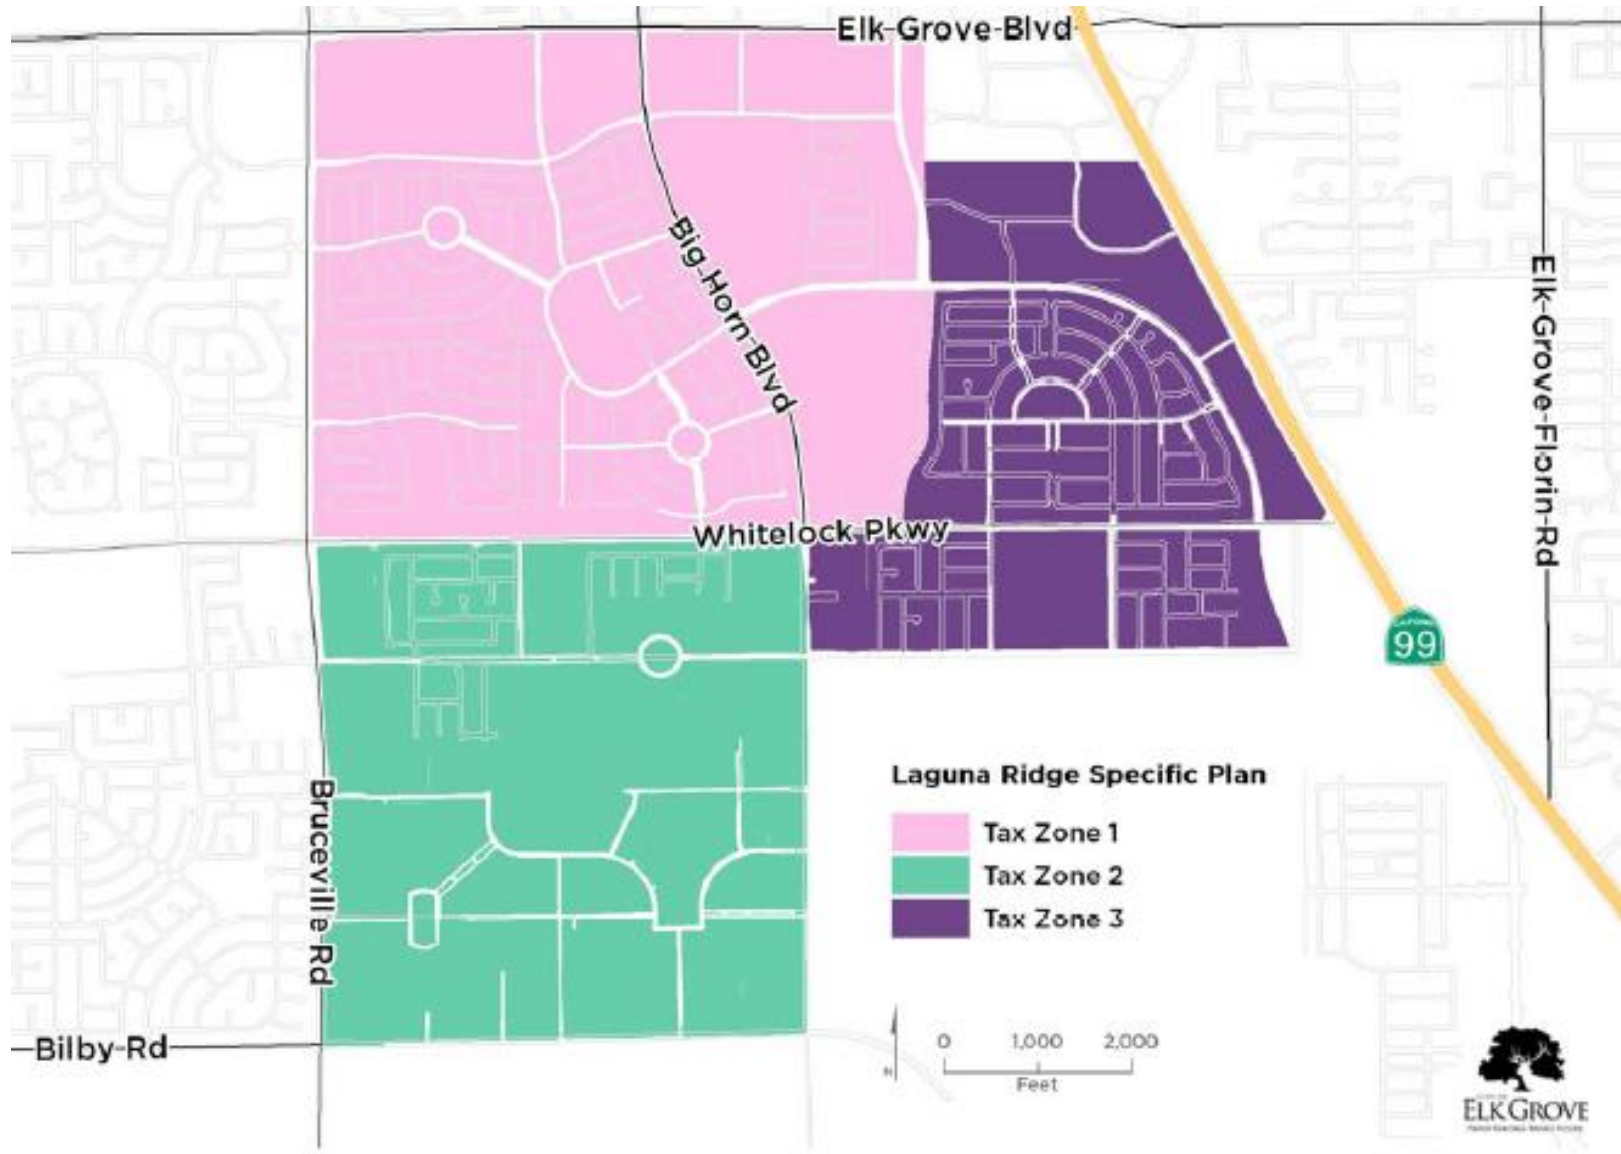 Elk Grove Blvd
Big Horn Blvd
Elk-Grove-Florin-Rd
Whitelock Pkwy
99
Bruceville Rd
Laguna Ridge Specific Plan
Tax Zone 1
Tax Zone 2
Tax Zone 3
Bilby Rd
0 1,000 2,000
Feet
N
ELK GROVE